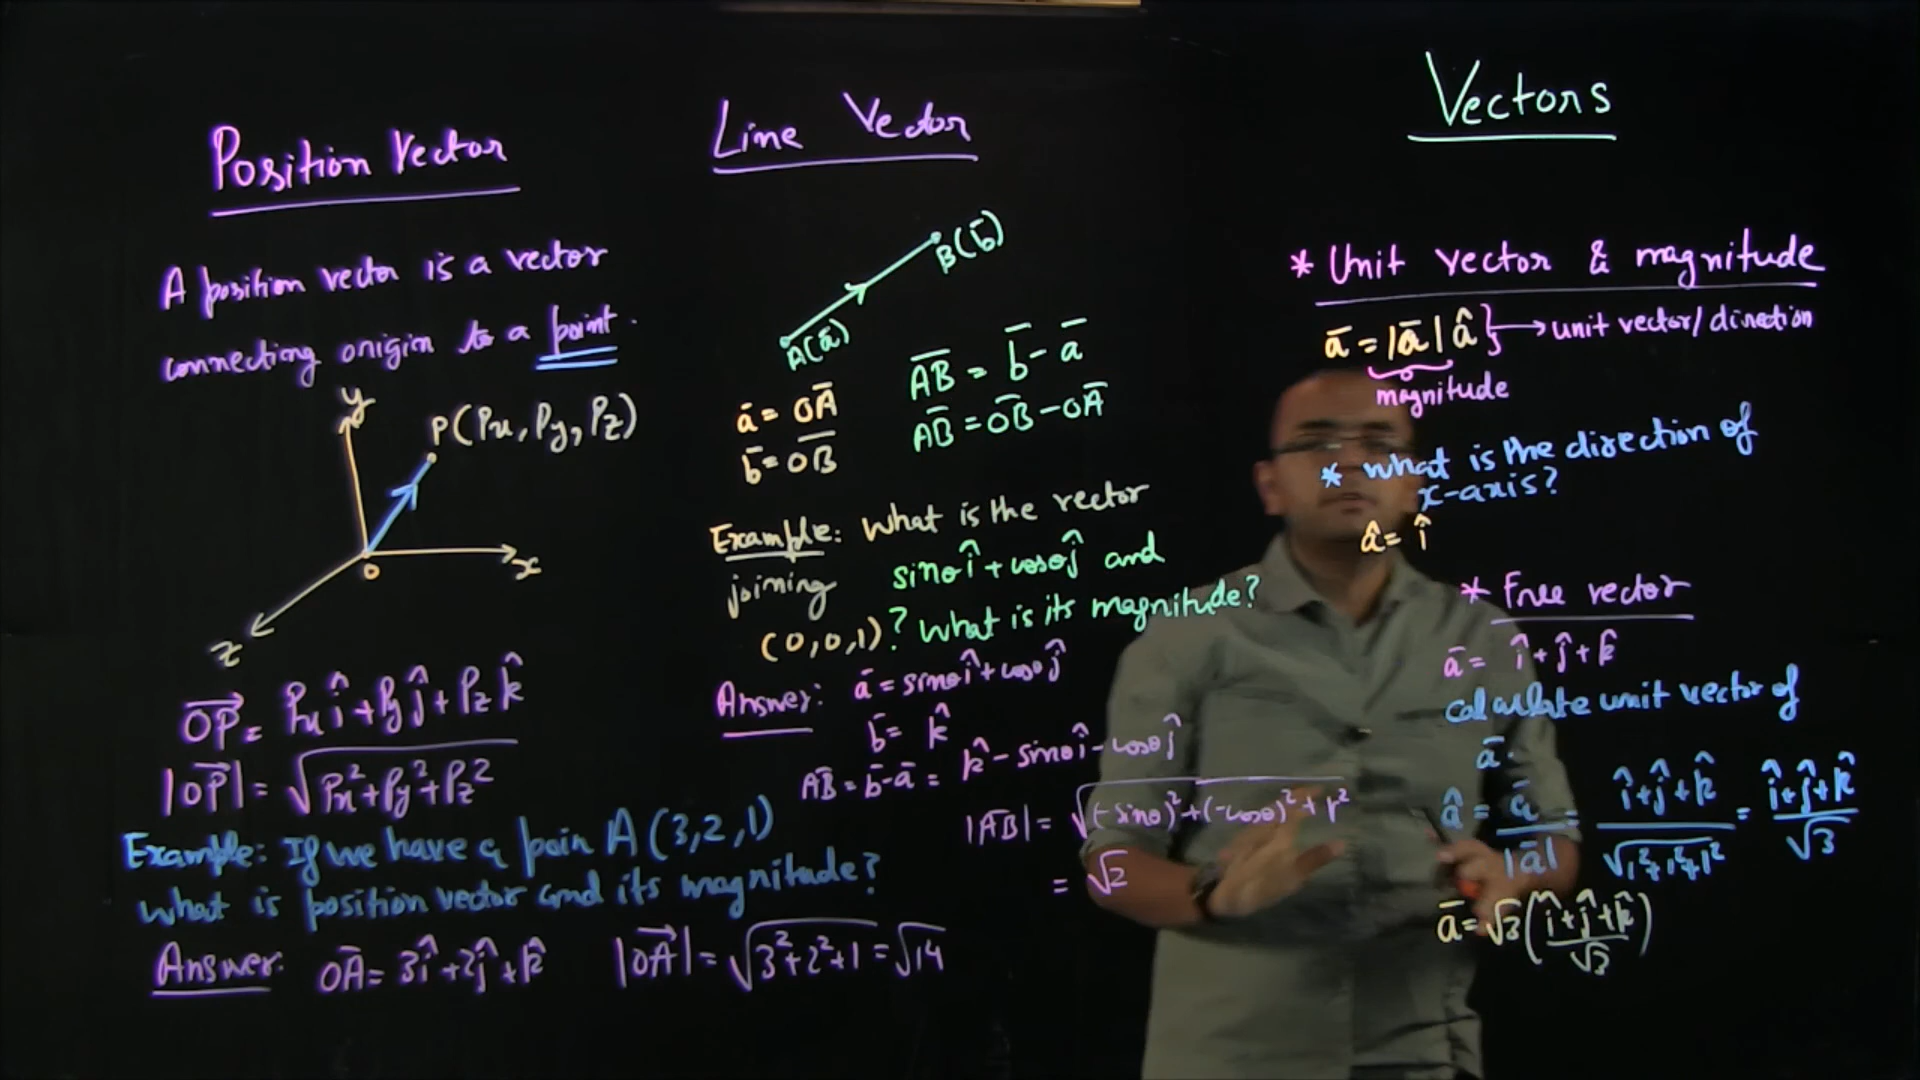 Position Vector
A position vector is a vector
connecting origin to a point.
y
P(Px, Py, Pz)
o
x
z
OP⃗ = Px î + Py ĵ + Pz k̂
|OP⃗| = √(Px² + Py² + Pz²)
Example: If we have a poin A (3,2,1)
what is position vector and its magnitude?
Answer: OA̅ = 3î + 2ĵ + k̂ |OA⃗| = √(3²+2²+1) = √14
Line Vector
B(b̅)
A(a̅)
a̅ = OA̅
b̅ = OB̅
A̅B̅ = b̅ - a̅
AB̅ = OB̅ - OA̅
Example: What is the vector
joining sinθ î + cosθ ĵ and
(0,0,1)? What is its magnitude?
Answer: a̅ = sinθ î + cosθ ĵ
b̅ = k̂
AB̅ = b̅ - a̅ = k̂ - sinθ î - cosθ ĵ
|A̅B̅| = √((-sinθ)² + (-cosθ)² + 1²)
= √2
Vectors
* Unit vector & magnitude
a̅ = |a̅| â } → unit vector/direction
magnitude
* what is the direction of
x-axis?
â = î
* Free vector
a̅ = î + ĵ + k̂
Calculate unit vector of
a̅.
â = a̅/|a̅| = (î + ĵ + k̂)/√(1²+1²+1²) = (î + ĵ + k̂)/√3
a̅ = √3 ((î + ĵ + k̂)/√3)